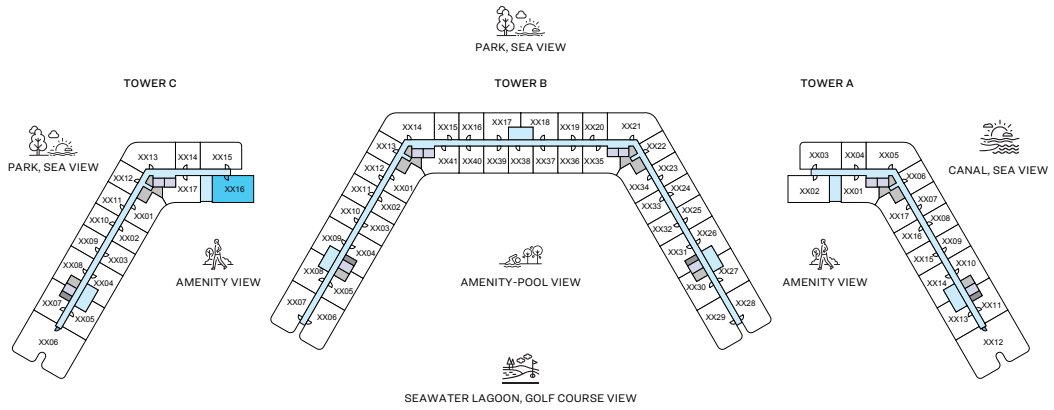 PARK, SEA VIEW
TOWER C
TOWER B
TOWER A
PARK, SEA VIEW
CANAL, SEA VIEW
XX13
XX14
XX15
XX12
XX17
XX16
XX11
XX01
XX10
XX02
XX09
XX03
XX08
XX04
XX07
XX05
XX06
XX14
XX15
XX16
XX17
XX18
XX19
XX20
XX21
XX13
XX41
XX40
XX39
XX38
XX37
XX36
XX35
XX22
XX12
XX01
XX34
XX23
XX11
XX02
XX33
XX24
XX10
XX03
XX32
XX25
XX09
XX04
XX31
XX26
XX08
XX05
XX30
XX27
XX07
XX06
XX29
XX28
XX03
XX04
XX05
XX02
XX01
XX06
XX17
XX07
XX16
XX08
XX15
XX09
XX14
XX10
XX13
XX11
XX12
AMENITY VIEW
AMENITY-POOL VIEW
AMENITY VIEW
SEAWATER LAGOON, GOLF COURSE VIEW